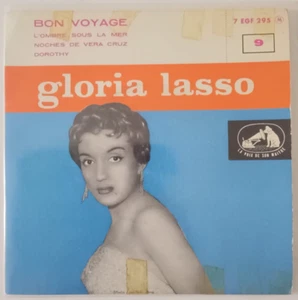 BON VOYAGE
L'OMBRE SOUS LA MER
NOCHES DE VERA CRUZ
DOROTHY
7 EGF 295
9
gloria lasso
LA VOIX DE SON MAITRE